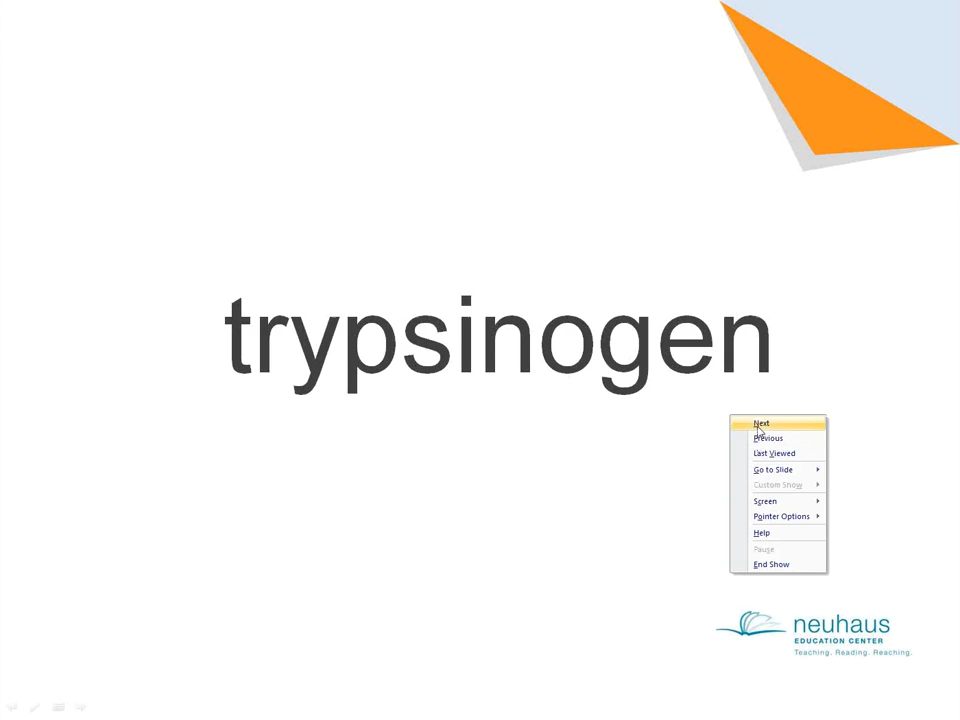 trypsinogen
Next
Previous
Last Viewed
Go to Slide
Custom Show
Screen
Pointer Options
Help
Pause
End Show
neuhaus
EDUCATION CENTER
Teaching. Reading. Reaching.